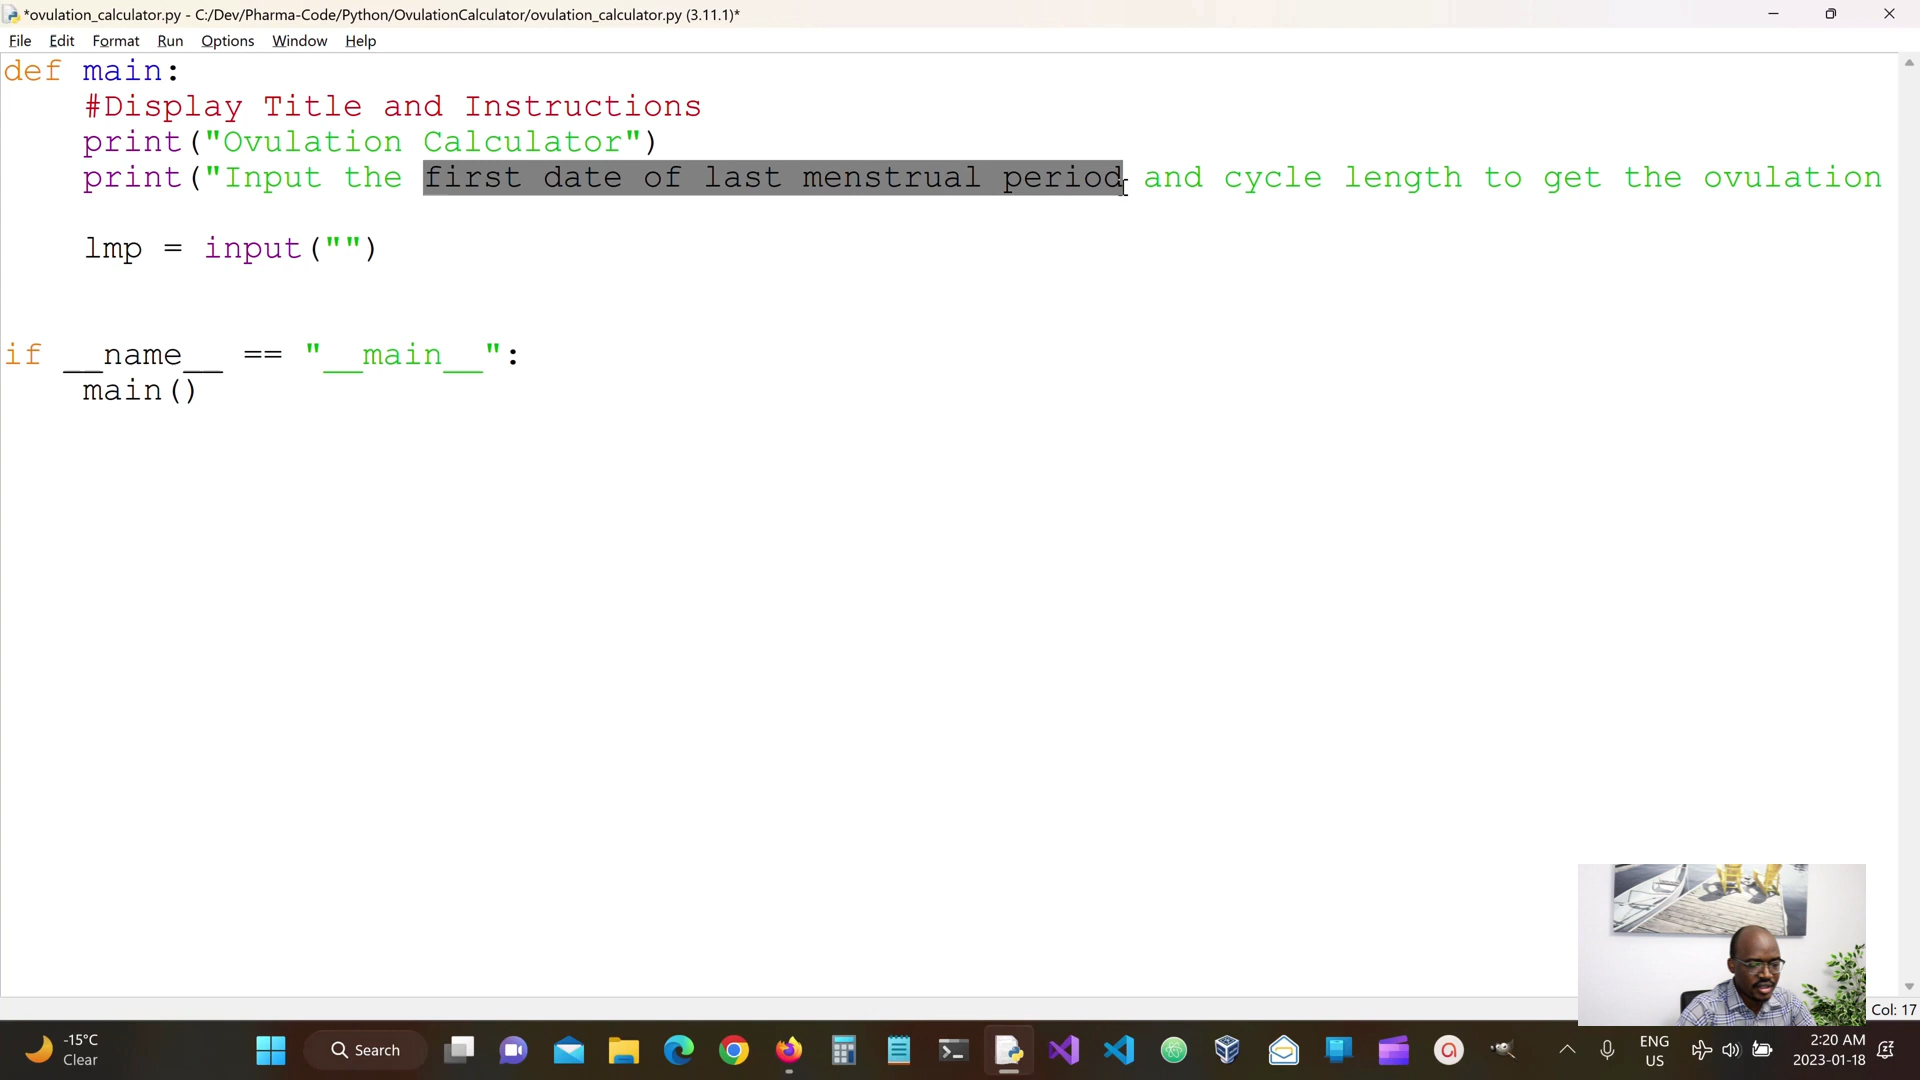 *ovulation_calculator.py - C:/Dev/Pharma-Code/Python/OvulationCalculator/ovulation_calculator.py (3.11.1)*
File Edit Format Run Options Window Help
def main:
    #Display Title and Instructions
    print("Ovulation Calculator")
    print("Input the first date of last menstrual period and cycle length to get the ovulation
    lmp = input("")
if __name__ == "__main__":
    main()
Col: 17
-15°C
Clear
Search
ENG
US
2:20 AM
2023-01-18